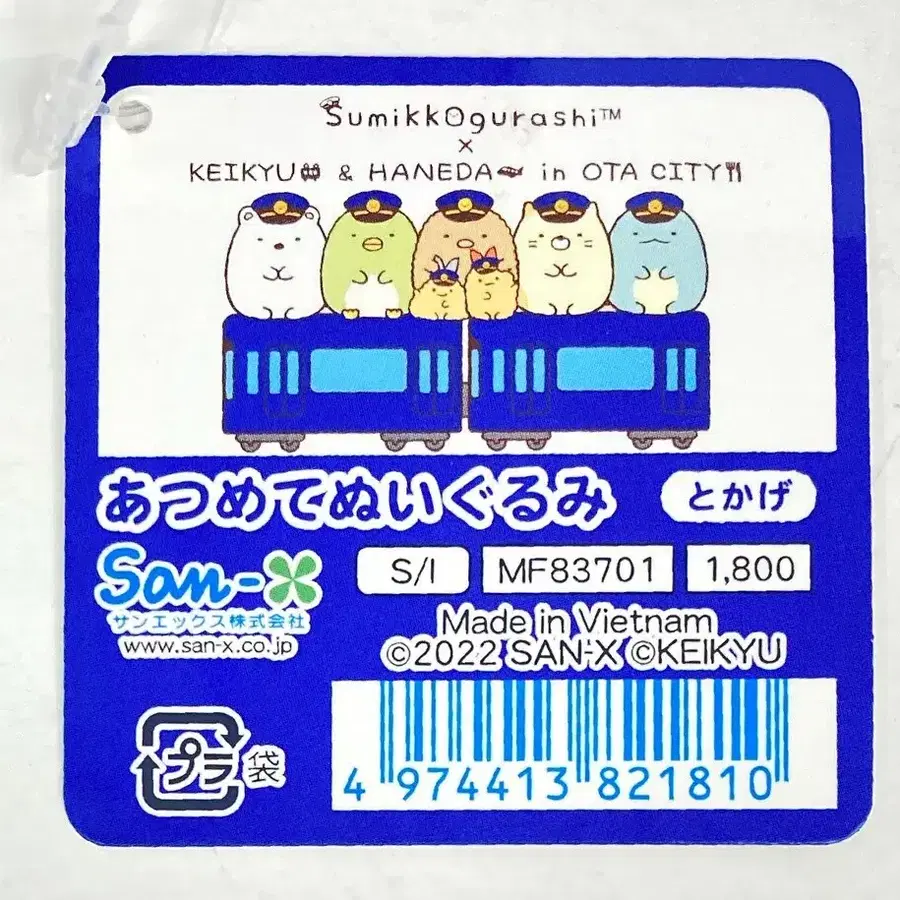 Sumikkogurashi™
×
KEIKYU & HANEDA in OTA CITY
あつめてぬいぐるみ
とかげ
San-X
サンエックス株式会社
www.san-x.co.jp
S/I
MF83701
1,800
Made in Vietnam
©2022 SAN-X ©KEIKYU
プラ
袋
4 974413 821810